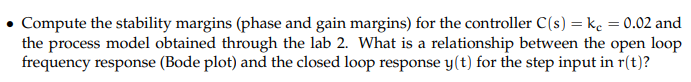 • Compute the stability margins (phase and gain margins) for the controller C(s) = kc = 0.02 and
the process model obtained through the lab 2. What is a relationship between the open loop
frequency response (Bode plot) and the closed loop response y(t) for the step input in r(t)?